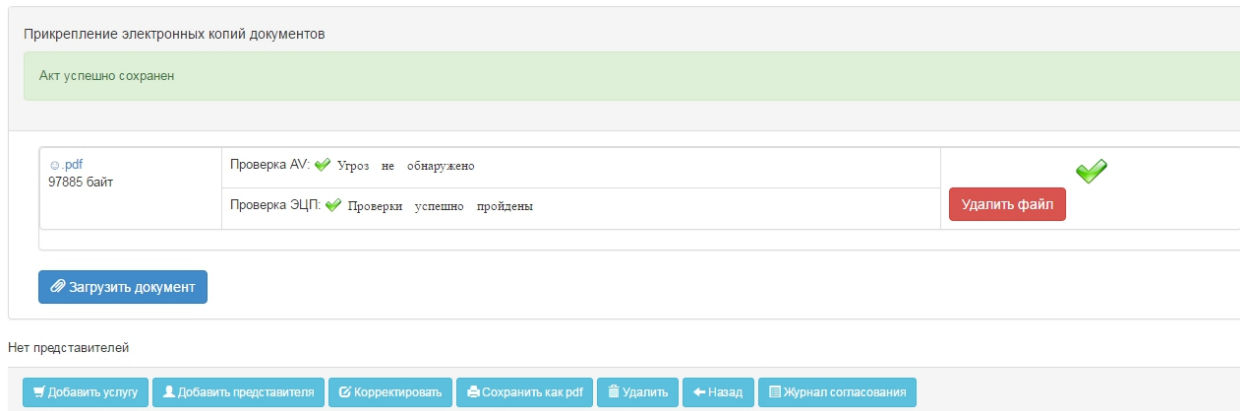 Прикрепление электронных копий документов
Акт успешно сохранен
☺.pdf
97885 байт
Проверка AV: Угроз не обнаружено
Проверка ЭЦП: Проверки успешно пройдены
Удалить файл
Загрузить документ
Нет представителей
Добавить услугу Добавить представителя Корректировать Сохранить как pdf Удалить Назад Журнал согласования